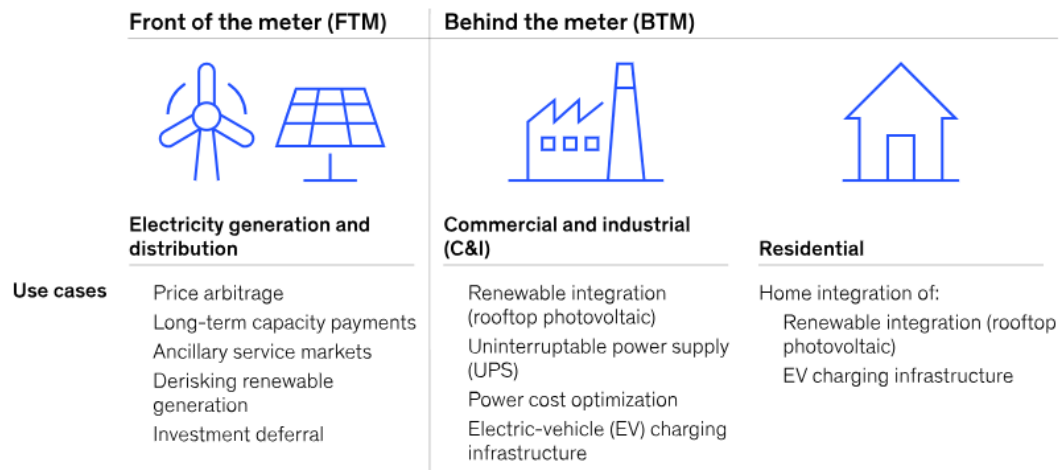 Front of the meter (FTM)
Behind the meter (BTM)
Electricity generation and
distribution
Commercial and industrial
(C&I)
Residential
Use cases
Price arbitrage
Long-term capacity payments
Ancillary service markets
Derisking renewable
generation
Investment deferral
Renewable integration
(rooftop photovoltaic)
Uninterruptable power supply
(UPS)
Power cost optimization
Electric-vehicle (EV) charging
infrastructure
Home integration of:
Renewable integration (rooftop
photovoltaic)
EV charging infrastructure